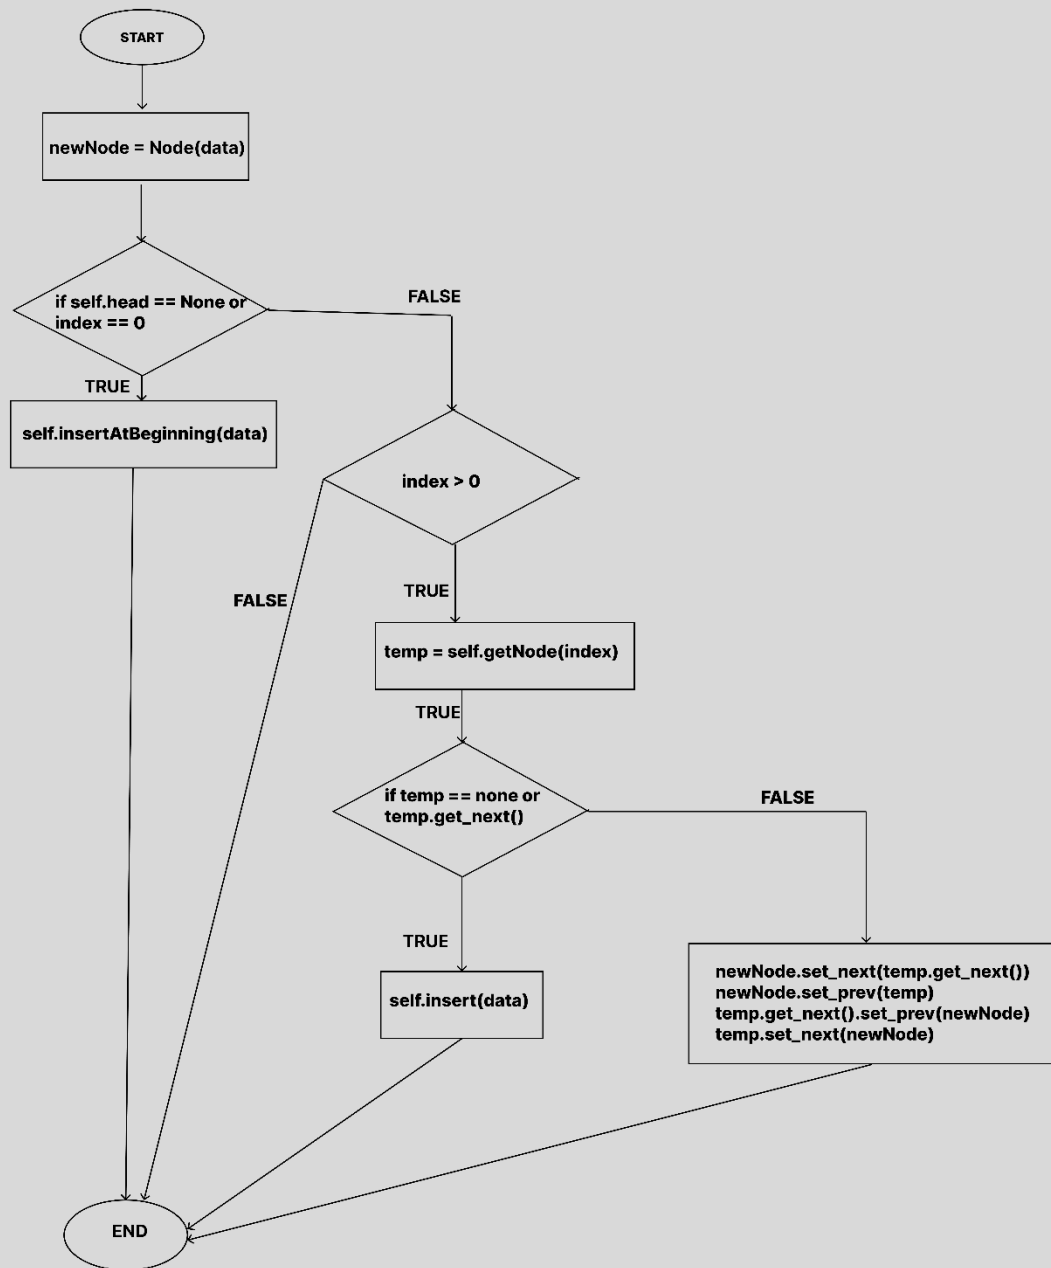 START
newNode = Node(data)
if self.head == None or
index == 0
FALSE
TRUE
self.insertAtBeginning(data)
index > 0
FALSE
TRUE
temp = self.getNode(index)
TRUE
if temp == none or
temp.get_next()
FALSE
TRUE
self.insert(data)
newNode.set_next(temp.get_next())
newNode.set_prev(temp)
temp.get_next().set_prev(newNode)
temp.set_next(newNode)
END